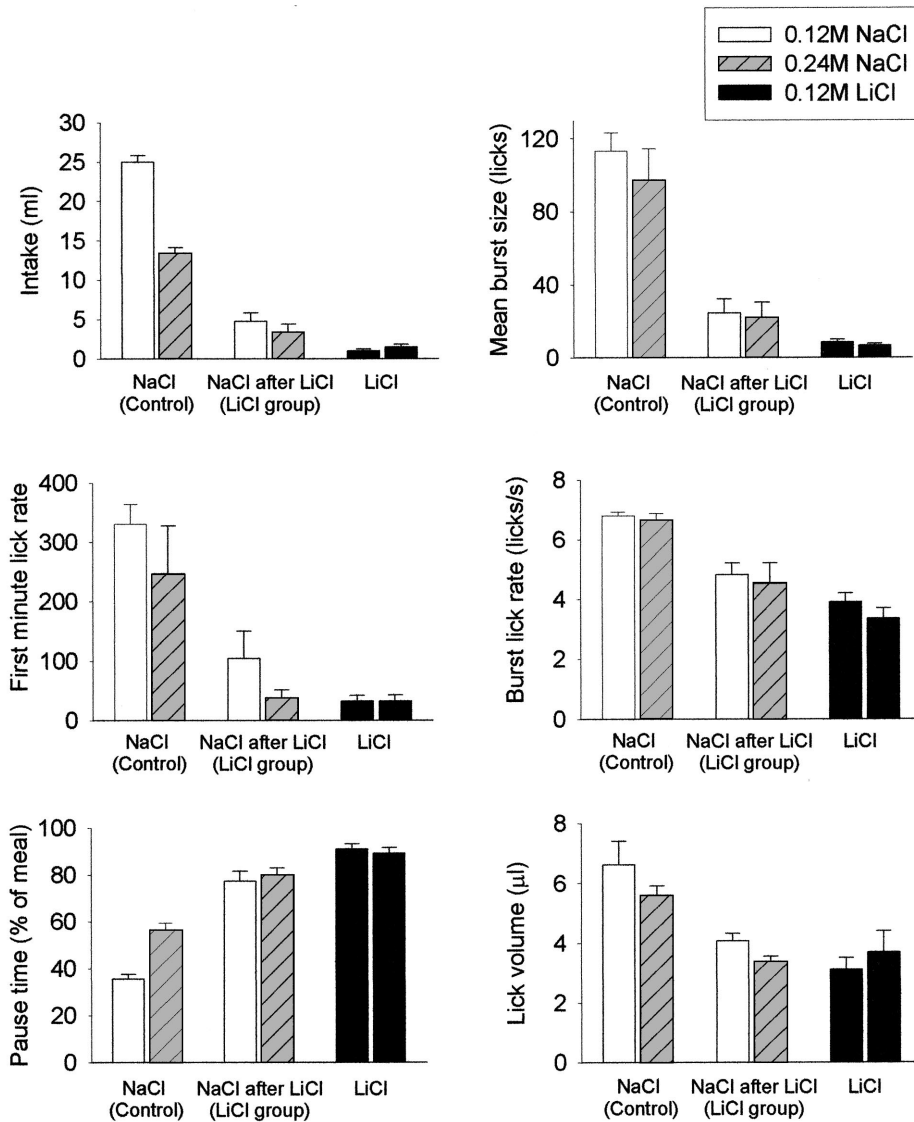 0.12M NaCl
0.24M NaCl
0.12M LiCl
Intake (ml)
30
25
20
15
10
5
0
NaCl
(Control)
NaCl after LiCl
(LiCl group)
LiCl
Mean burst size (licks)
120
80
40
0
NaCl
(Control)
NaCl after LiCl
(LiCl group)
LiCl
First minute lick rate
400
300
200
100
0
NaCl
(Control)
NaCl after LiCl
(LiCl group)
LiCl
Burst lick rate (licks/s)
8
6
4
2
0
NaCl
(Control)
NaCl after LiCl
(LiCl group)
LiCl
Pause time (% of meal)
100
80
60
40
20
0
NaCl
(Control)
NaCl after LiCl
(LiCl group)
LiCl
Lick volume (µl)
8
6
4
2
0
NaCl
(Control)
NaCl after LiCl
(LiCl group)
LiCl